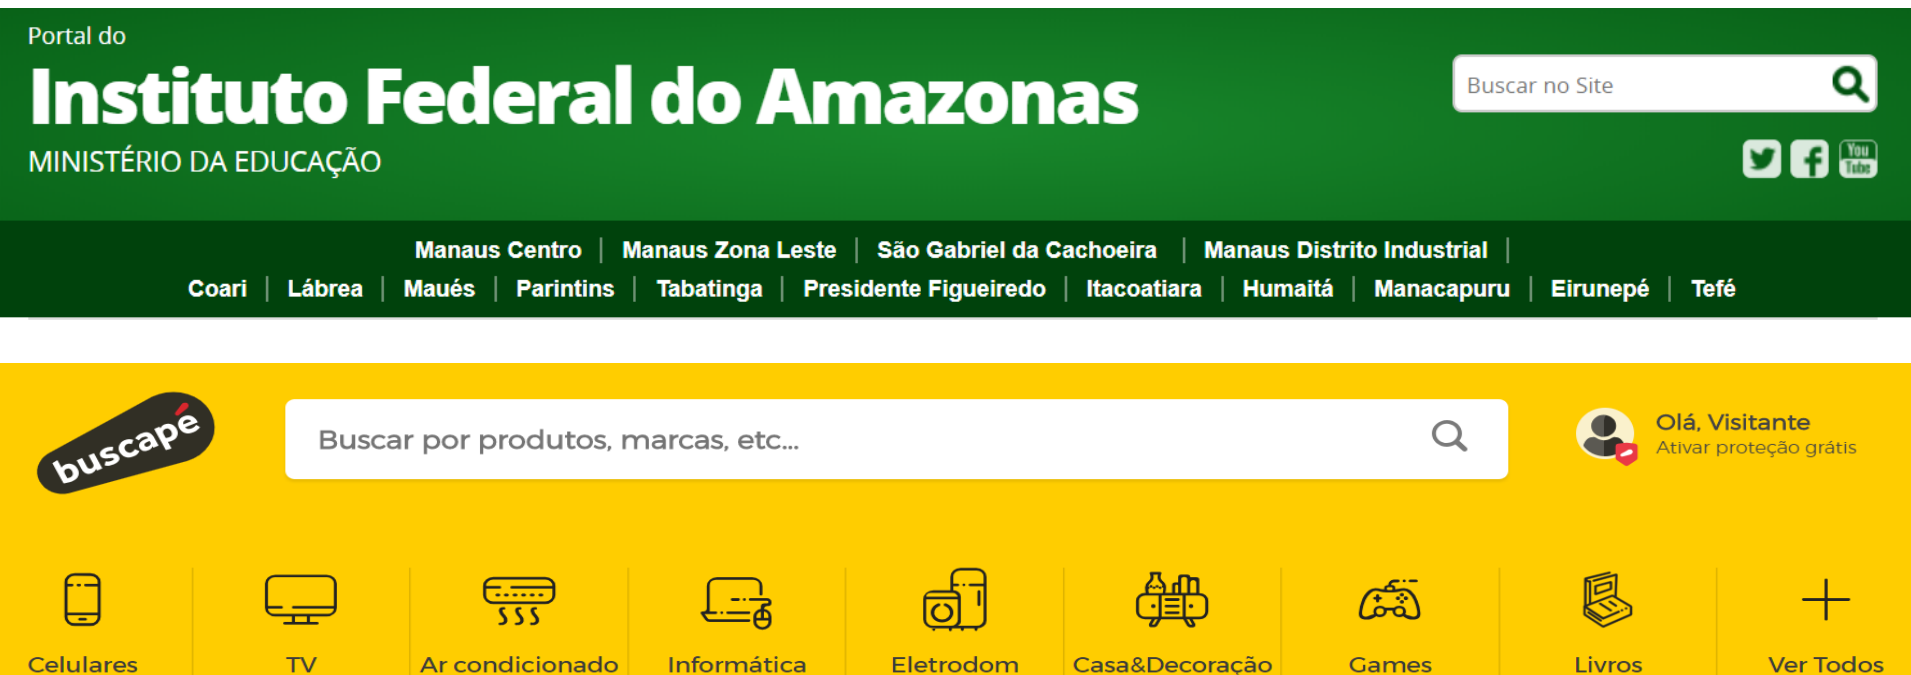 Portal do
Instituto Federal do Amazonas
MINISTÉRIO DA EDUCAÇÃO
Buscar no Site
You
Tube
Manaus Centro | Manaus Zona Leste | São Gabriel da Cachoeira | Manaus Distrito Industrial |
Coari | Lábrea | Maués | Parintins | Tabatinga | Presidente Figueiredo | Itacoatiara | Humaitá | Manacapuru | Eirunepé | Tefé
buscapé
Buscar por produtos, marcas, etc...
Olá, Visitante
Ativar proteção grátis
Celulares TV Ar condicionado Informática Eletrodom Casa&Decoração Games Livros Ver Todos